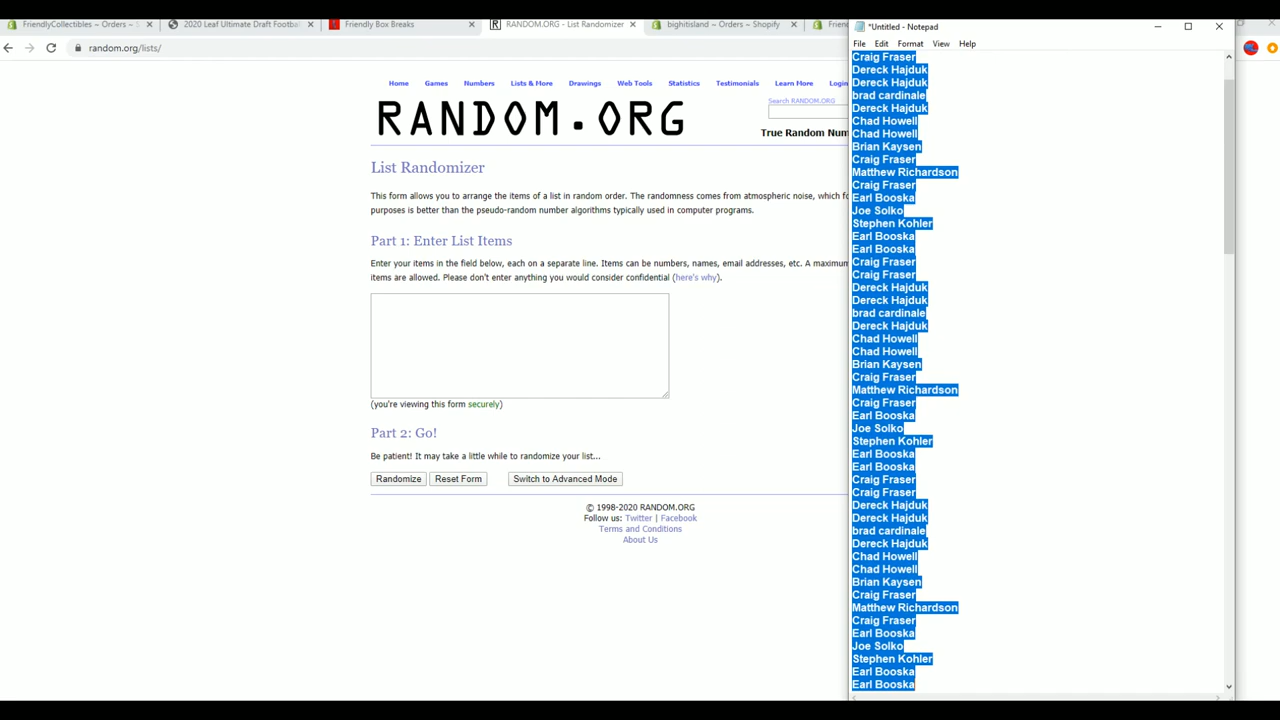 FriendlyCollectibles ~ Orders ~ S
2020 Leaf Ultimate Draft Footbal
Friendly Box Breaks
RANDOM.ORG - List Randomizer
bighitisland ~ Orders ~ Shopify
Frien
random.org/lists/
Home Games Numbers Lists & More Drawings Web Tools Statistics Testimonials Learn More Login
RANDOM.ORG
Search RANDOM.ORG
True Random Num
List Randomizer
This form allows you to arrange the items of a list in random order. The randomness comes from atmospheric noise, which fo
purposes is better than the pseudo-random number algorithms typically used in computer programs.
Part 1: Enter List Items
Enter your items in the field below, each on a separate line. Items can be numbers, names, email addresses, etc. A maximum
items are allowed. Please don't enter anything you would consider confidential (here's why).
(you're viewing this form securely)
Part 2: Go!
Be patient! It may take a little while to randomize your list...
Randomize Reset Form Switch to Advanced Mode
© 1998-2020 RANDOM.ORG
Follow us: Twitter | Facebook
Terms and Conditions
About Us
*Untitled - Notepad
File Edit Format View Help
Craig Fraser
Dereck Hajduk
Dereck Hajduk
brad cardinale
Dereck Hajduk
Chad Howell
Chad Howell
Brian Kaysen
Craig Fraser
Matthew Richardson
Craig Fraser
Earl Booska
Joe Solko
Stephen Kohler
Earl Booska
Earl Booska
Craig Fraser
Craig Fraser
Dereck Hajduk
Dereck Hajduk
brad cardinale
Dereck Hajduk
Chad Howell
Chad Howell
Brian Kaysen
Craig Fraser
Matthew Richardson
Craig Fraser
Earl Booska
Joe Solko
Stephen Kohler
Earl Booska
Earl Booska
Craig Fraser
Craig Fraser
Dereck Hajduk
Dereck Hajduk
brad cardinale
Dereck Hajduk
Chad Howell
Chad Howell
Brian Kaysen
Craig Fraser
Matthew Richardson
Craig Fraser
Earl Booska
Joe Solko
Stephen Kohler
Earl Booska
Earl Booska